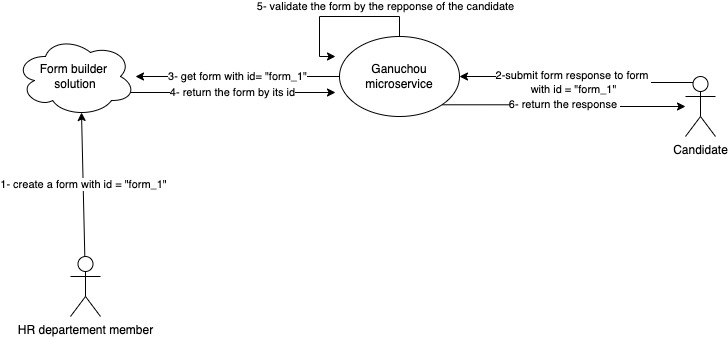 5- validate the form by the repponse of the candidate
Form builder
solution
3- get form with id= "form_1"
4- return the form by its id
Ganuchou
microservice
2-submit form response to form
with id = "form_1"
6- return the response
Candidate
1- create a form with id = "form_1"
HR departement member